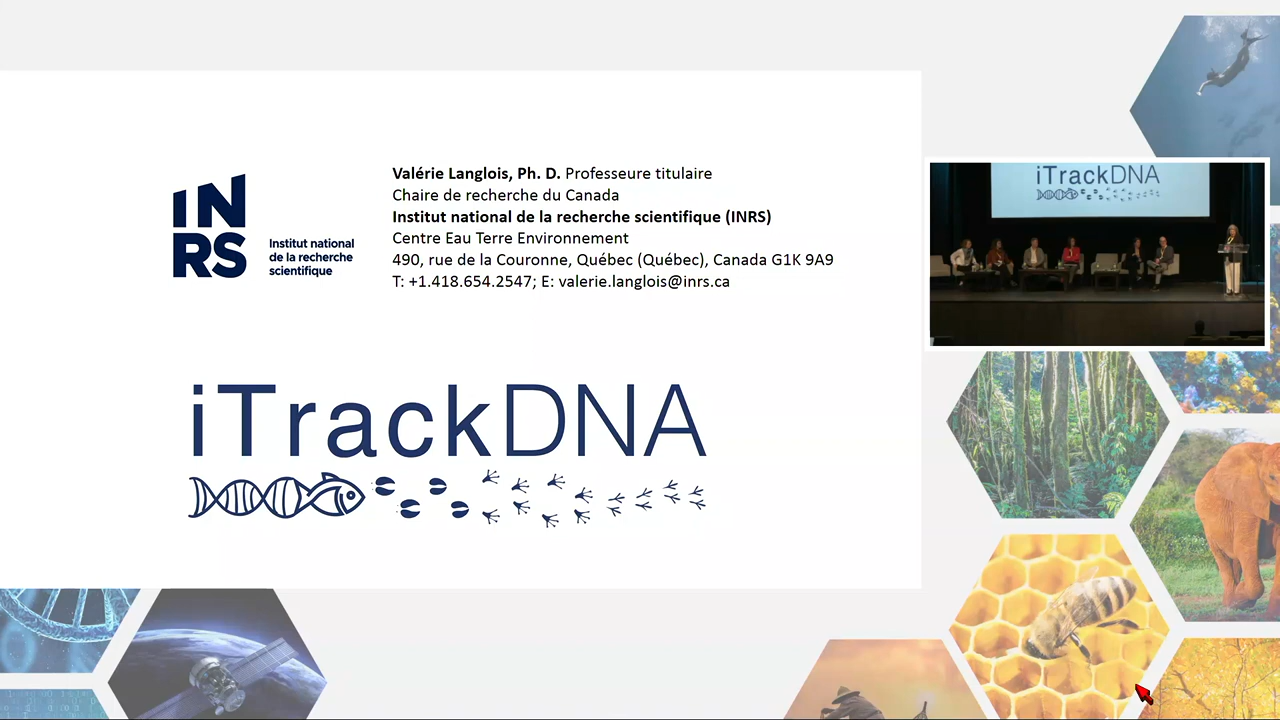 INRS
Institut national
de la recherche
scientifique
Valérie Langlois, Ph. D. Professeure titulaire
Chaire de recherche du Canada
Institut national de la recherche scientifique (INRS)
Centre Eau Terre Environnement
490, rue de la Couronne, Québec (Québec), Canada G1K 9A9
T: +1.418.654.2547; E: valerie.langlois@inrs.ca
iTrackDNA
iTrackDNA